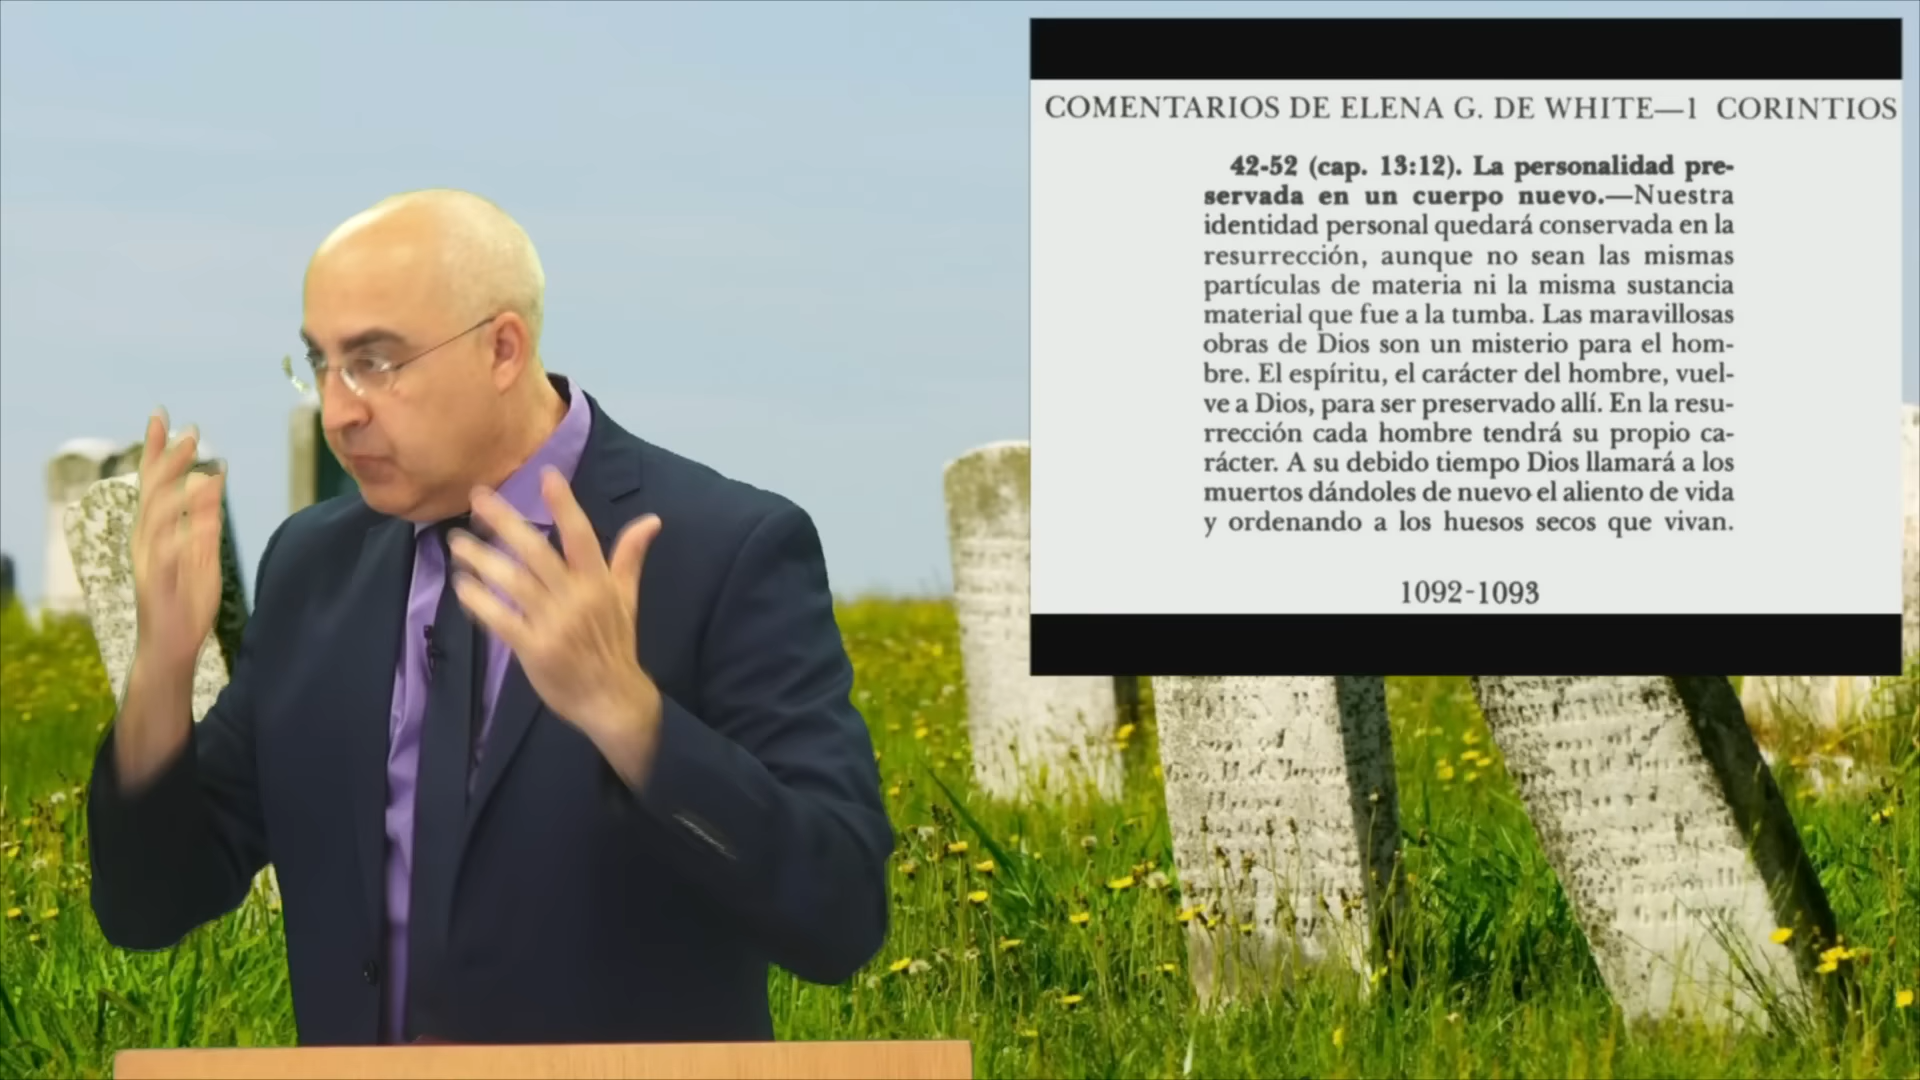 COMENTARIOS DE ELENA G. DE WHITE—1 CORINTIOS
42-52 (cap. 13:12). La personalidad pre-
servada en un cuerpo nuevo.—Nuestra
identidad personal quedará conservada en la
resurrección, aunque no sean las mismas
partículas de materia ni la misma sustancia
material que fue a la tumba. Las maravillosas
obras de Dios son un misterio para el hom-
bre. El espíritu, el carácter del hombre, vuel-
ve a Dios, para ser preservado allí. En la resu-
rrección cada hombre tendrá su propio ca-
rácter. A su debido tiempo Dios llamará a los
muertos dándoles de nuevo el aliento de vida
y ordenando a los huesos secos que vivan.
1092-1093